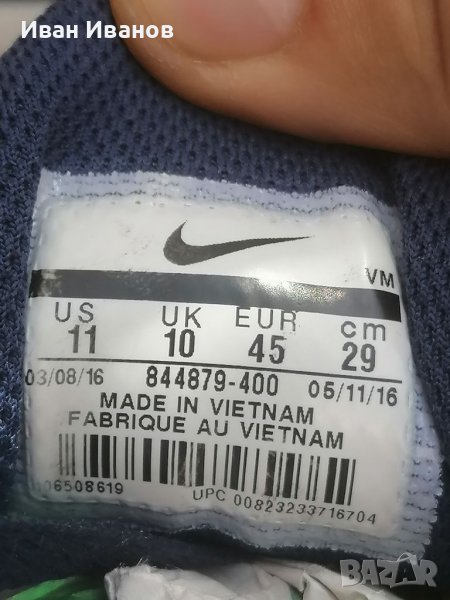 Иван Иванов
VM
US UK EUR cm
11 10 45 29
03/08/16 844879-400 05/11/16
MADE IN VIETNAM
FABRIQUE AU VIETNAM
06508619 UPC 00823233716704
BAZAR